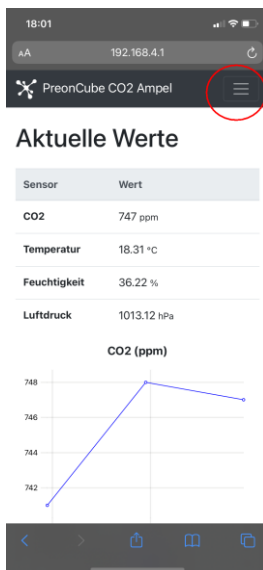 18:01
AA 192.168.4.1
PreonCube CO2 Ampel
Aktuelle Werte
Sensor Wert
CO2 747 ppm
Temperatur 18.31 °C
Feuchtigkeit 36.22 %
Luftdruck 1013.12 hPa
CO2 (ppm)
748
746
744
742